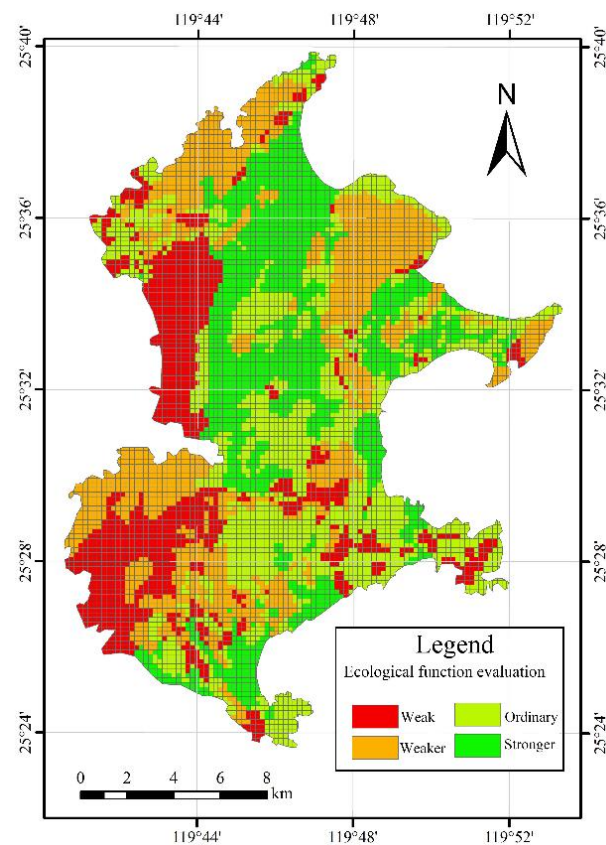 119°44' 119°48' 119°52'
25°40' 25°40'
N
25°36' 25°36'
25°32' 25°32'
25°28' 25°28'
Legend
Ecological function evaluation
Weak Ordinary
Weaker Stronger
25°24' 25°24'
0 2 4 6 8
km
119°44' 119°48' 119°52'